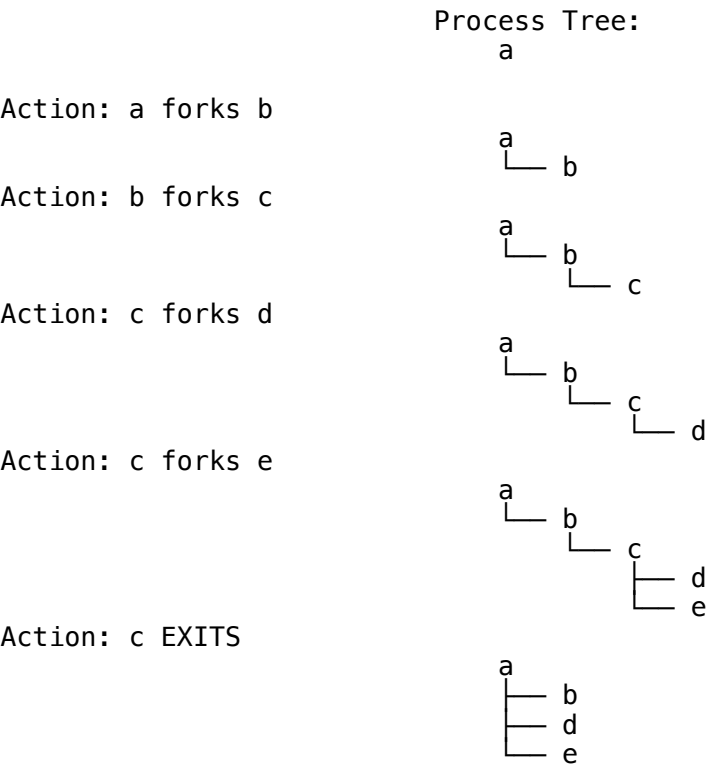 Process Tree:
a
Action: a forks b
a
└── b
Action: b forks c
a
└── b
└── c
Action: c forks d
a
└── b
└── c
└── d
Action: c forks e
a
└── b
└── c
├── d
└── e
Action: c EXITS
a
├── b
├── d
└── e